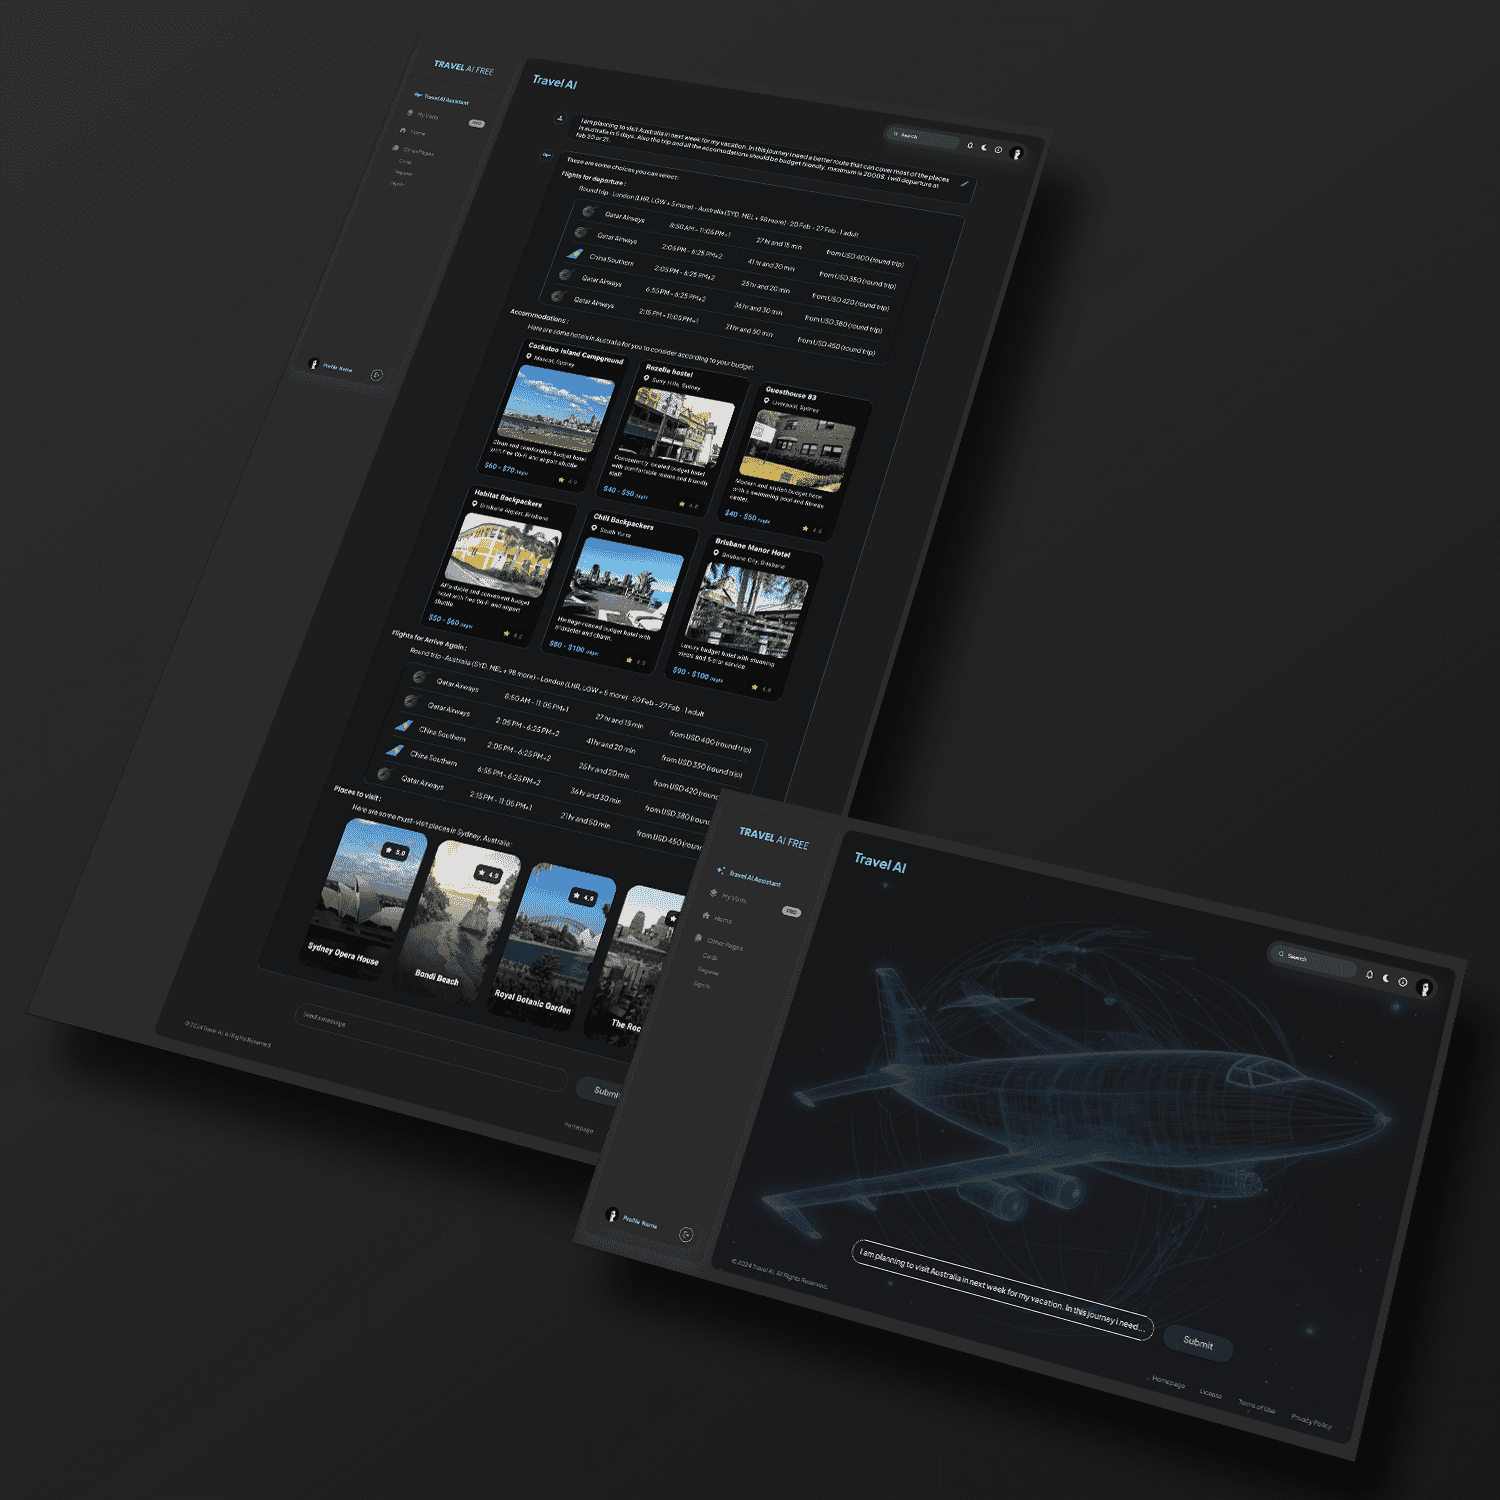 TRAVEL AI FREE
Travel AI Assistant
My Visits
PRO
Home
Other Pages
Cards
Register
Sign In
Profile Name
Travel AI
Search
I am planning to visit Australia in next week for my vacation. In this journey i need a better route that can cover most of the places
in australia in 5 days. Also the trip and all the accomodations should be budget friendly. maximum is 2000$. I will departure at
feb 20 or 21.
These are some choices you can select:
Flights for departure :
Round trip · London (LHR, LGW + 5 more) - Australia (SYD, MEL + 98 more) · 20 Feb - 27 Feb · 1 adult
Qatar Airways 8:50 AM - 11:05 PM+1 27 hr and 15 min from USD 400 (round trip)
Qatar Airways 2:05 PM - 6:25 PM+2 41 hr and 20 min from USD 350 (round trip)
China Southern 2:05 PM - 6:25 PM+2 25 hr and 20 min from USD 420 (round trip)
Qatar Airways 6:55 PM - 6:25 PM+2 36 hr and 30 min from USD 380 (round trip)
Qatar Airways 2:15 PM - 11:05 PM+1 21 hr and 50 min from USD 450 (round trip)
Accommodations :
Here are some hotels in Australia for you to consider according to your budget
Cockatoo Island Campground
Mascot, Sydney
Clean and comfortable budget hotel
with free Wi-Fi and airport shuttle.
$60 - $70 /night
4.9
Rozelle hostel
Surry Hills, Sydney
Conveniently located budget hotel
with comfortable rooms and friendly
staff.
$40 - $50 /night
4.8
Guesthouse 83
Liverpool, Sydney
Modern and stylish budget hotel
with a swimming pool and fitness
center.
$40 - $50 /night
4.6
Habitat Backpackers
Brisbane Airport, Brisbane
Affordable and convenient budget
hotel with free Wi-Fi and airport
shuttle
$50 - $60 /night
4.2
Chill Backpackers
South Yarra
Heritage-named budget hotel with
character and charm.
$80 - $100 /night
4.9
Brisbane Manor Hotel
Brisbane City, Brisbane
Luxury budget hotel with stunning
views and 5-star service.
$90 - $100 /night
4.8
Flights for Arrive Again :
Round trip · Australia (SYD, MEL + 98 more) - London (LHR, LGW + 5 more) · 20 Feb - 27 Feb · 1 adult
Qatar Airways 8:50 AM - 11:05 PM+1 27 hr and 15 min from USD 400 (round trip)
Qatar Airways 2:05 PM - 6:25 PM+2 41 hr and 20 min from USD 350 (round trip)
China Southern 2:05 PM - 6:25 PM+2 25 hr and 20 min from USD 420 (roun
China Southern 6:55 PM - 6:25 PM+2 36 hr and 30 min from USD 380 (roun
Qatar Airways 2:15 PM - 11:05 PM+1 21 hr and 50 min from USD 450 (roun
Places to visit :
Here are some must-visit places in Sydney, Australia:
5.0
Sydney Opera House
4.9
Bondi Beach
4.9
Royal Botanic Garden
The Roc
Send a message
Submi
© 2024 Travel AI. All Rights Reserved
Homepage
TRAVEL AI FREE
Travel AI Assistant
My Visits
PRO
Home
Other Pages
Cards
Register
Sign In
Profile Name
Travel AI
Search
I am planning to visit Australia in next week for my vacation. In this journey i need...
Submit
© 2024 Travel AI. All Rights Reserved.
Homepage
License
Terms of Use
Privacy Policy